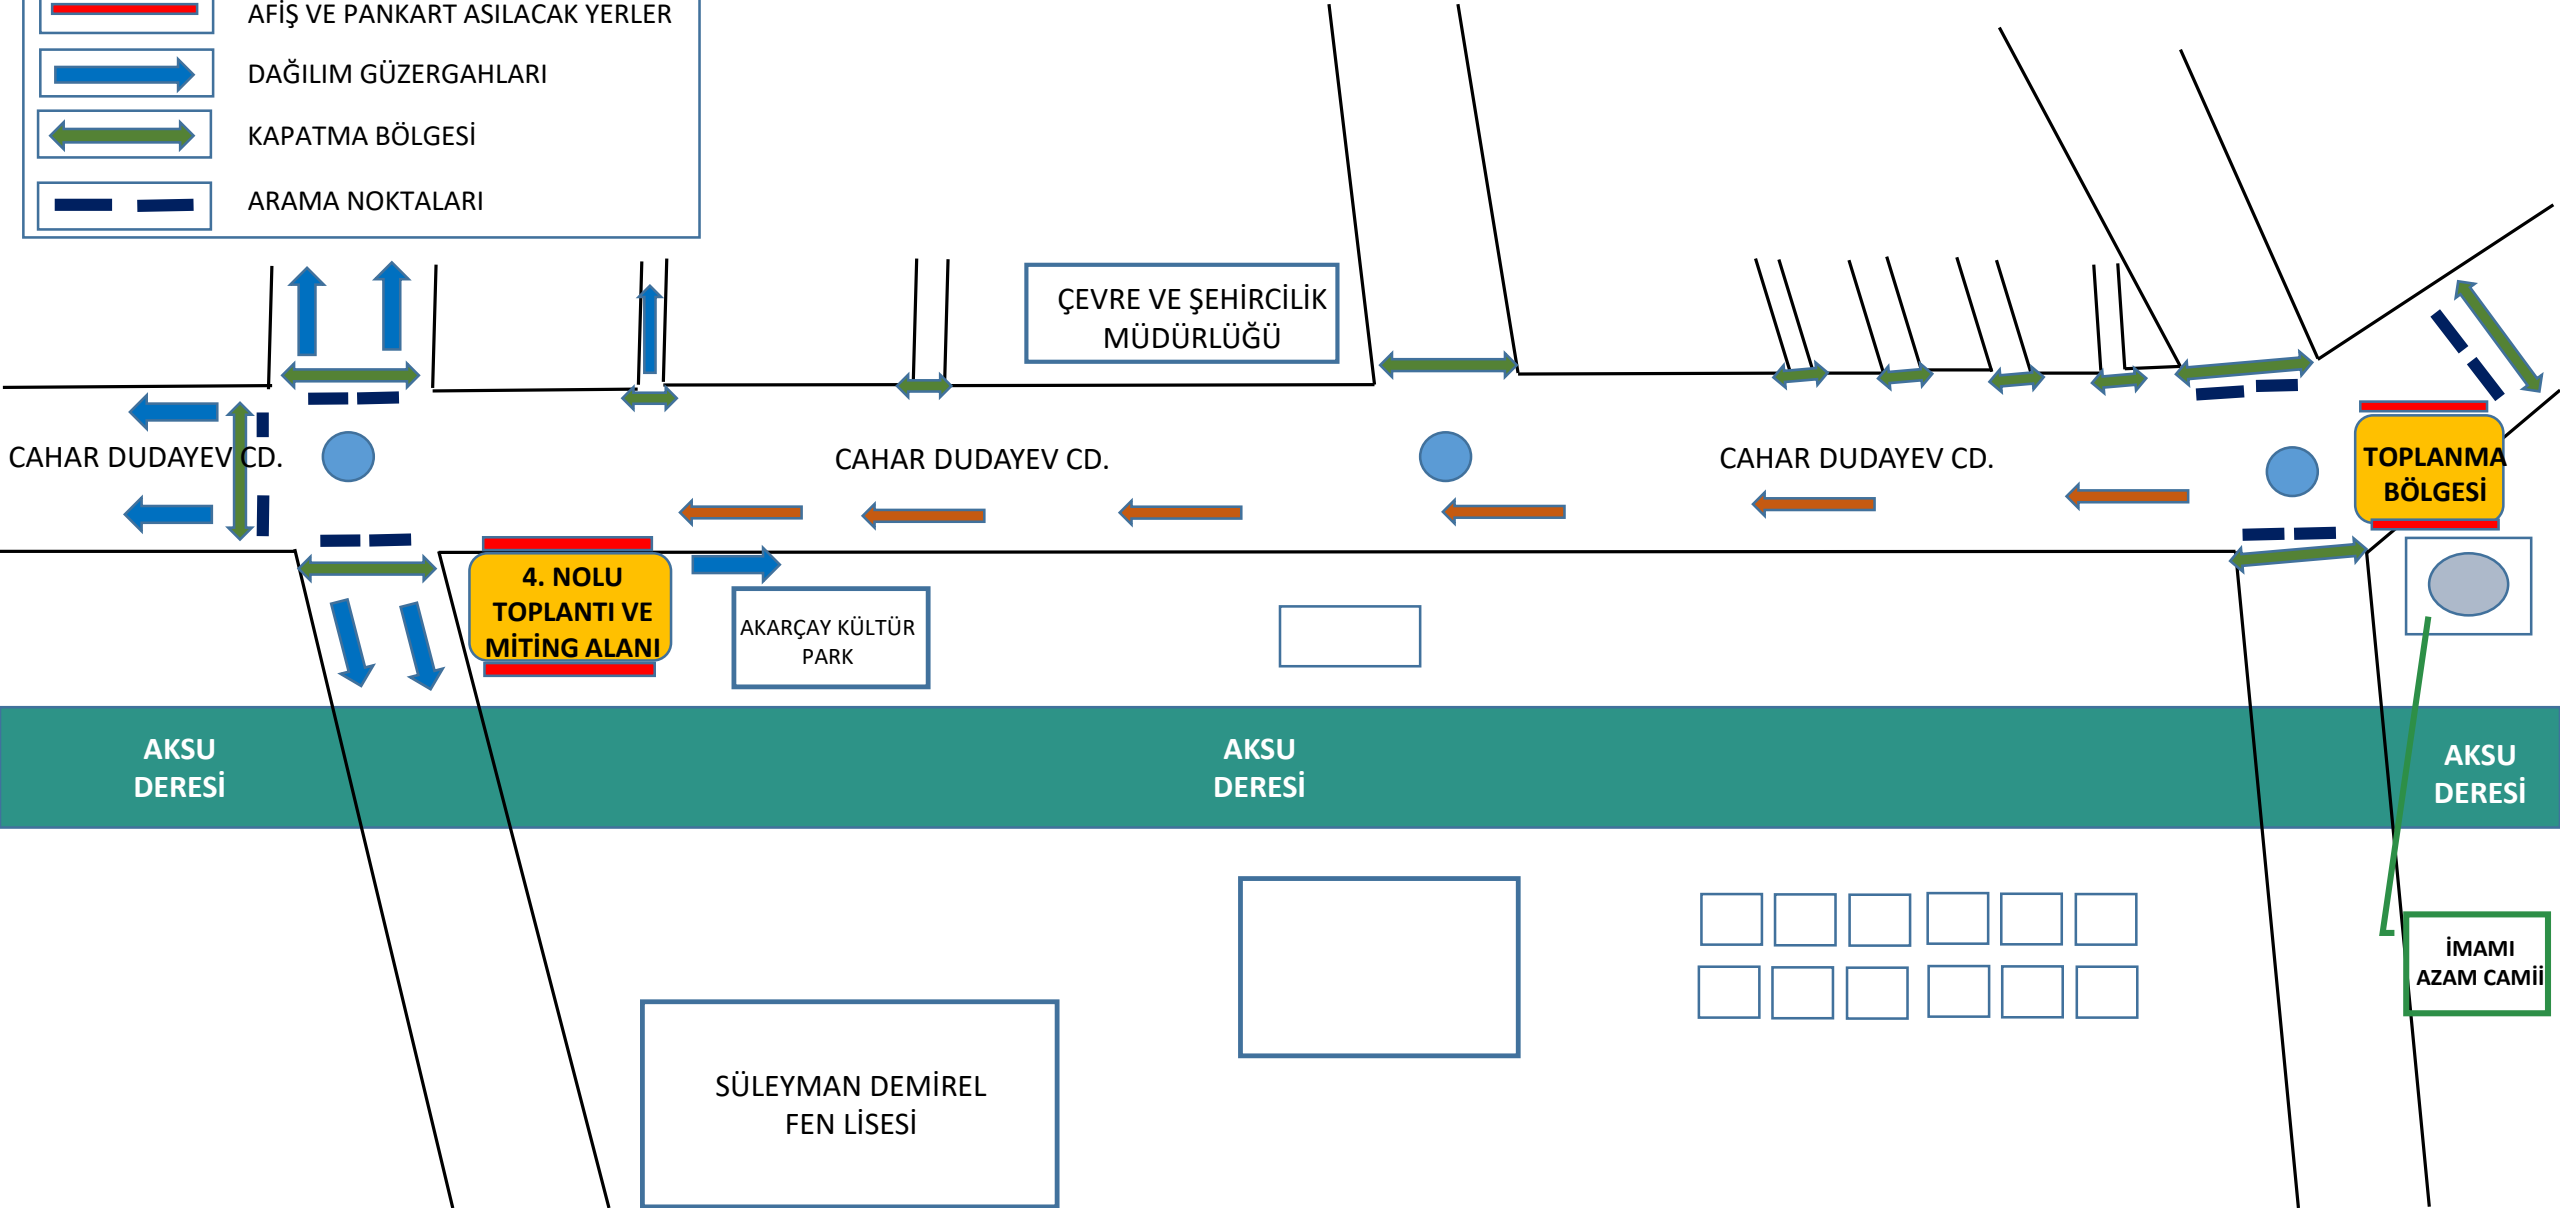 AFİŞ VE PANKART ASILACAK YERLER
DAĞILIM GÜZERGAHLARI
KAPATMA BÖLGESİ
ARAMA NOKTALARI
ÇEVRE VE ŞEHİRCİLİK
MÜDÜRLÜĞÜ
CAHAR DUDAYEV CD.
CAHAR DUDAYEV CD.
CAHAR DUDAYEV CD.
TOPLANMA
BÖLGESİ
4. NOLU
TOPLANTI VE
MİTİNG ALANI
AKARÇAY KÜLTÜR
PARK
AKSU
DERESİ
AKSU
DERESİ
AKSU
DERESİ
İMAMI
AZAM CAMİİ
SÜLEYMAN DEMİREL
FEN LİSESİ